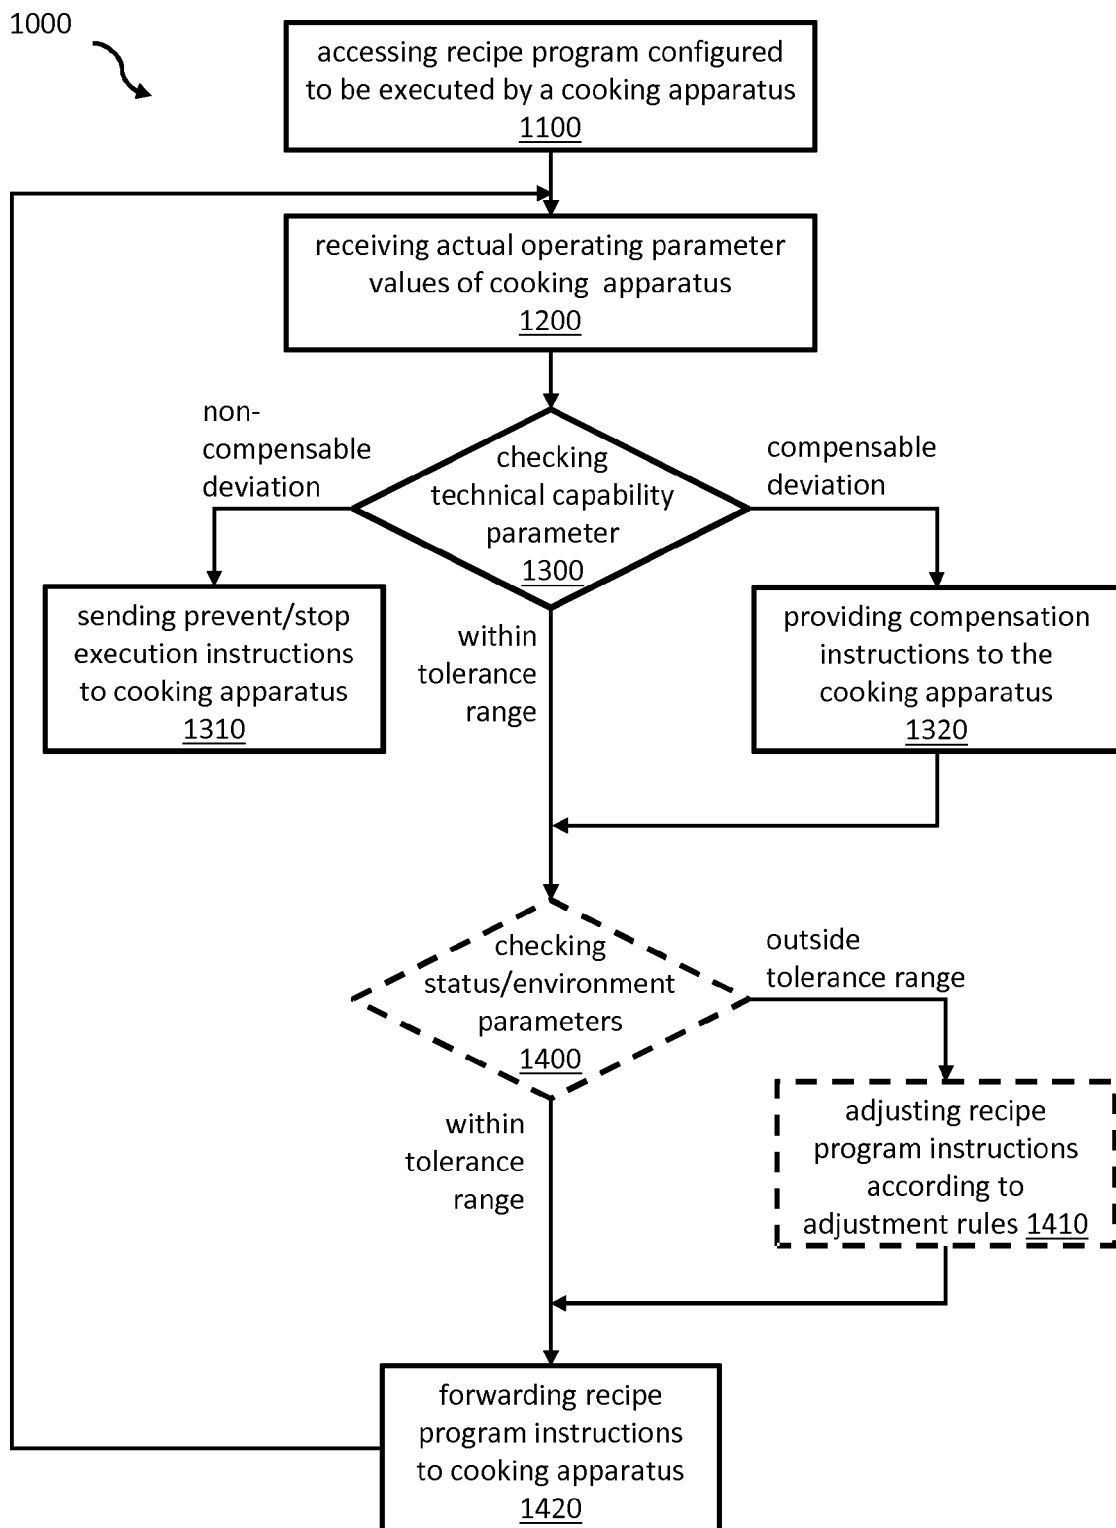 1000
accessing recipe program configured
to be executed by a cooking apparatus
1100
receiving actual operating parameter
values of cooking apparatus
1200
non-
compensable
deviation
checking
technical capability
parameter
1300
compensable
deviation
sending prevent/stop
execution instructions
to cooking apparatus
1310
within
tolerance
range
providing compensation
instructions to the
cooking apparatus
1320
checking
status/environment
parameters
1400
outside
tolerance range
within
tolerance
range
adjusting recipe
program instructions
according to
adjustment rules 1410
forwarding recipe
program instructions
to cooking apparatus
1420